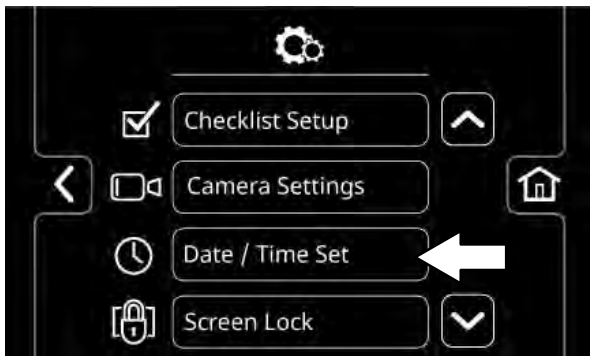 Checklist Setup
Camera Settings
Date / Time Set
Screen Lock